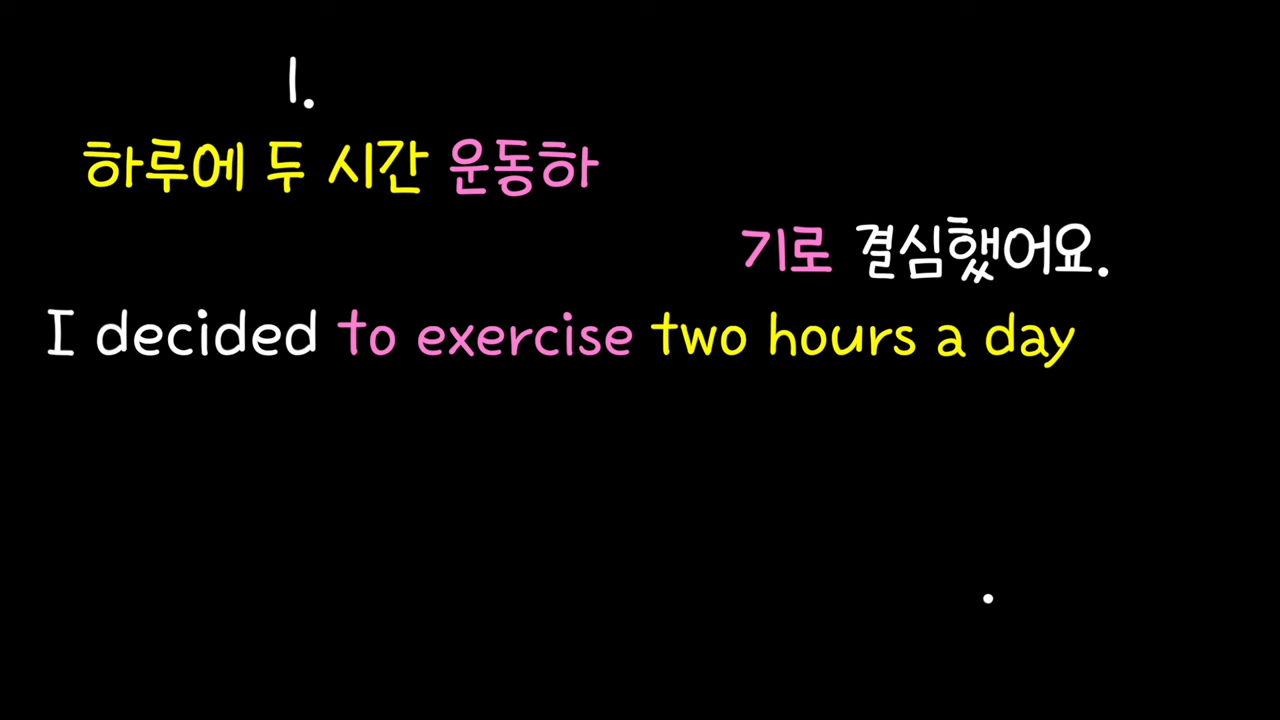 1.
하루에 두 시간 운동하
기로 결심했어요.
I decided to exercise two hours a day
.